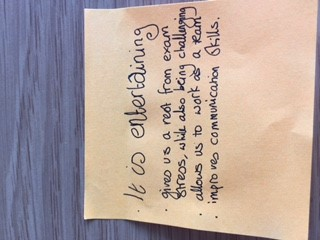 · It is entertaining
· gives us a rest from exam
stress, while also being challenging
· allows us to work as a team
· improves communication skills.